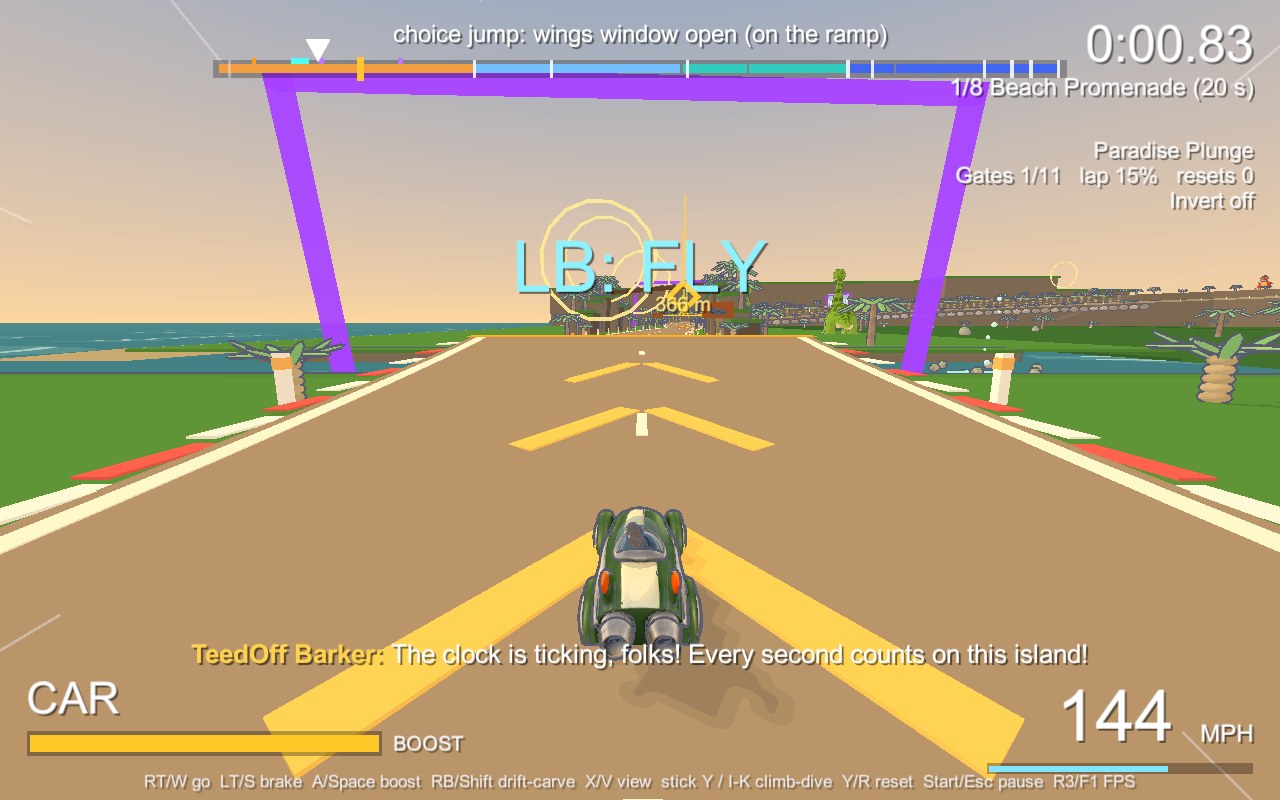 choice jump: wings window open (on the ramp)
0:00.83
1/8 Beach Promenade (20 s)
Paradise Plunge
Gates 1/11 lap 15% resets 0
Invert off
LB: FLY
366 m
TeedOff Barker: The clock is ticking, folks! Every second counts on this island!
CAR
BOOST
144 MPH
RT/W go LT/S brake A/Space boost RB/Shift drift-carve X/V view stick Y / I-K climb-dive Y/R reset Start/Esc pause R3/F1 FPS